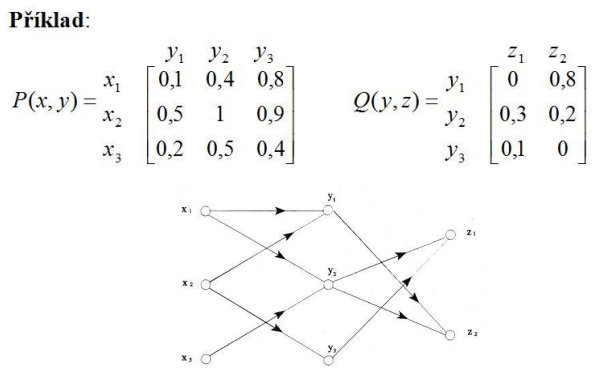 Příklad:
y₁ y₂ y₃
z₁ z₂
P(x, y) =
x₁ 0,1 0,4 0,8
x₂ 0,5 1 0,9
x₃ 0,2 0,5 0,4
Q(y, z) =
y₁ 0 0,8
y₂ 0,3 0,2
y₃ 0,1 0
y₁
x₁
z₁
y₂
x₂
z₂
y₃
x₃